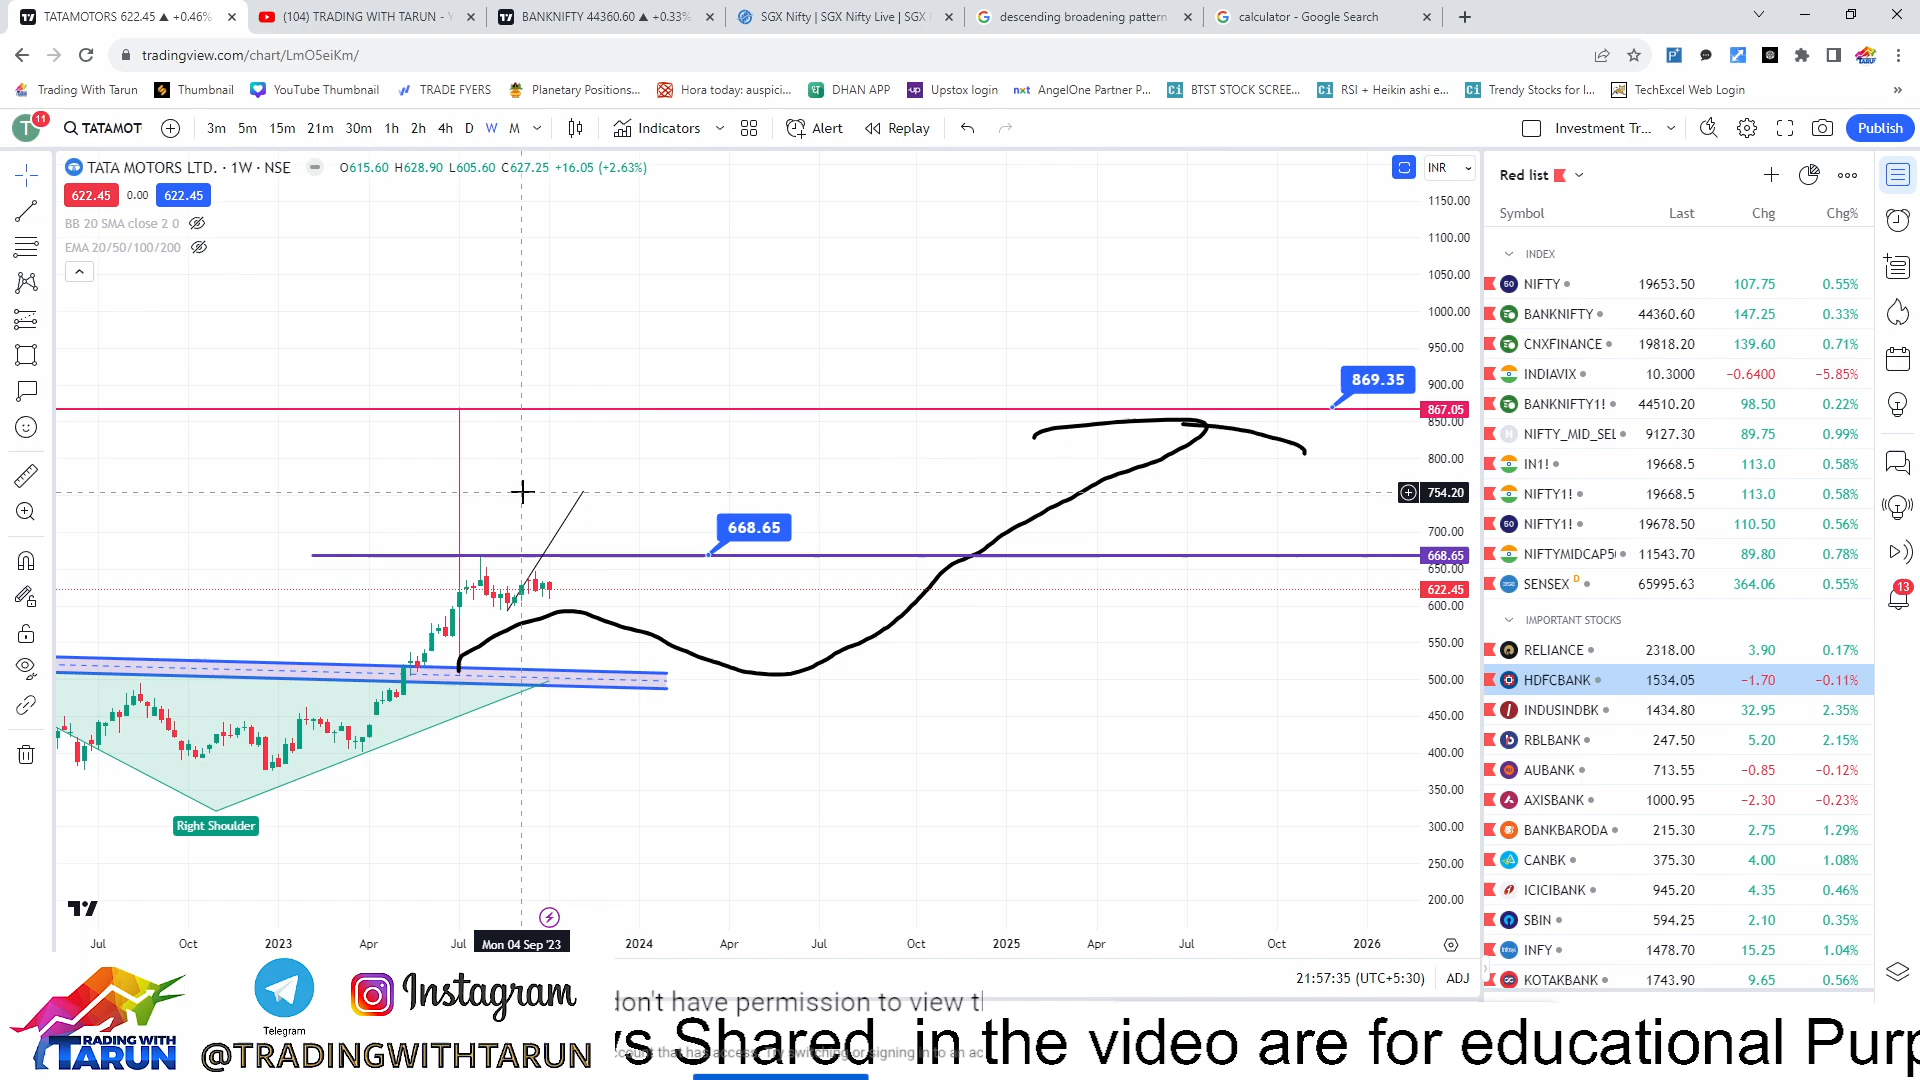 TATAMOTORS 622.45 ▲ +0.46%
(104) TRADING WITH TARUN -
BANKNIFTY 44360.60 ▲ +0.33%
SGX Nifty | SGX Nifty Live | SGX
descending broadening pattern
calculator - Google Search
tradingview.com/chart/LmO5eiKm/
Trading With Tarun
Thumbnail
YouTube Thumbnail
TRADE FYERS
Planetary Positions...
Hora today: auspici...
DHAN APP
Upstox login
AngelOne Partner P...
BTST STOCK SCREE...
RSI + Heikin ashi e...
Trendy Stocks for I...
TechExcel Web Login
T 11
TATAMOT
3m 5m 15m 21m 30m 1h 2h 4h D W M
Indicators
Alert
Replay
Investment Tr...
Publish
TATA MOTORS LTD. · 1W · NSE
O615.60 H628.90 L605.60 C627.25 +16.05 (+2.63%)
INR
622.45 0.00 622.45
BB 20 SMA close 2 0
EMA 20/50/100/200
1150.00
1100.00
1050.00
1000.00
950.00
900.00
869.35
867.05
850.00
800.00
754.20
700.00
668.65
668.65
650.00
622.45
600.00
550.00
500.00
450.00
400.00
350.00
300.00
250.00
200.00
Right Shoulder
Jul Oct 2023 Apr Jul Mon 04 Sep '23 2024 Apr Jul Oct 2025 Apr Jul Oct 2026
21:57:35 (UTC+5:30) ADJ
Red list
Symbol Last Chg Chg%
INDEX
NIFTY 19653.50 107.75 0.55%
BANKNIFTY 44360.60 147.25 0.33%
CNXFINANCE 19818.20 139.60 0.71%
INDIAVIX 10.3000 −0.6400 −5.85%
BANKNIFTY1! 44510.20 98.50 0.22%
NIFTY_MID_SEL 9127.30 89.75 0.99%
IN1! 19668.5 113.0 0.58%
NIFTY1! 19668.5 113.0 0.58%
NIFTY1! 19678.50 110.50 0.56%
NIFTYMIDCAP5 11543.70 89.80 0.78%
SENSEX D 65995.63 364.06 0.55%
IMPORTANT STOCKS
RELIANCE 2318.00 3.90 0.17%
HDFCBANK 1534.05 −1.70 −0.11%
INDUSINDBK 1434.80 32.95 2.35%
RBLBANK 247.50 5.20 2.15%
AUBANK 713.55 −0.85 −0.12%
AXISBANK 1000.95 −2.30 −0.23%
BANKBARODA 215.30 2.75 1.29%
CANBK 375.30 4.00 1.08%
ICICIBANK 945.20 4.35 0.46%
SBIN 594.25 2.10 0.35%
INFY 1478.70 15.25 1.04%
KOTAKBANK 1743.90 9.65 0.56%
13
TRADING WITH
TARUN
Telegram
Instagram
@TRADINGWITHTARUN
don't have permission to view
s Shared in the video are for educational Purp